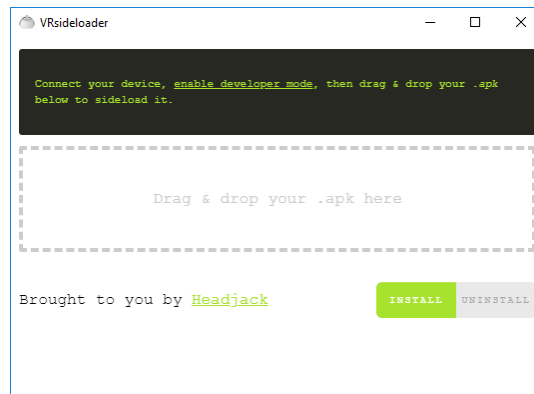 VRsideloader
Connect your device, enable developer mode, then drag & drop your .apk
below to sideload it.
Drag & drop your .apk here
Brought to you by Headjack
INSTALL UNINSTALL